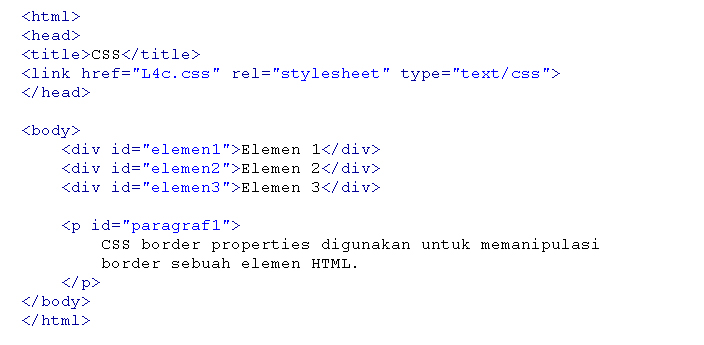 <html>
<head>
<title>CSS</title>
<link href="L4c.css" rel="stylesheet" type="text/css">
</head>
<body>
<div id="elemen1">Elemen 1</div>
<div id="elemen2">Elemen 2</div>
<div id="elemen3">Elemen 3</div>
<p id="paragraf1">
CSS border properties digunakan untuk memanipulasi
border sebuah elemen HTML.
</p>
</body>
</html>